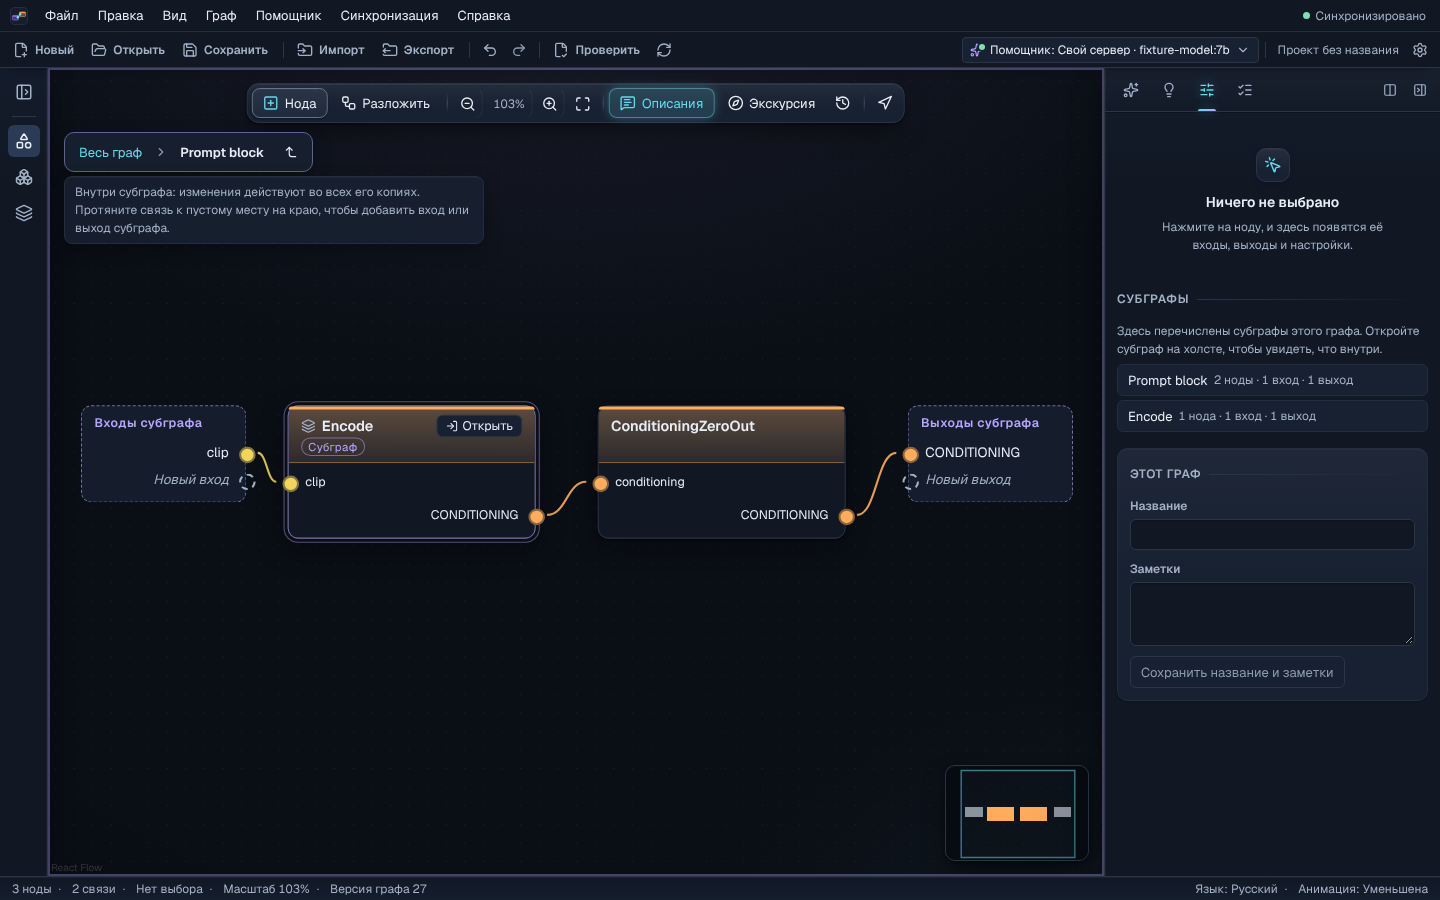 Файл Правка Вид Граф Помощник Синхронизация Справка Синхронизировано
Новый Открыть Сохранить Импорт Экспорт Проверить Помощник: Свой сервер · fixture-model:7b Проект без названия
Нода Разложить 103% Описания Экскурсия
Весь граф Prompt block
Внутри субграфа: изменения действуют во всех его копиях.
Протяните связь к пустому месту на краю, чтобы добавить вход или
выход субграфа.
Входы субграфа
clip
Новый вход
Encode Открыть
Субграф
clip
CONDITIONING
ConditioningZeroOut
conditioning
CONDITIONING
Выходы субграфа
CONDITIONING
Новый выход
React Flow
Ничего не выбрано
Нажмите на ноду, и здесь появятся её
входы, выходы и настройки.
СУБГРАФЫ
Здесь перечислены субграфы этого графа. Откройте
субграф на холсте, чтобы увидеть, что внутри.
Prompt block 2 ноды · 1 вход · 1 выход
Encode 1 нода · 1 вход · 1 выход
ЭТОТ ГРАФ
Название
Заметки
Сохранить название и заметки
3 ноды · 2 связи · Нет выбора · Масштаб 103% · Версия графа 27 Язык: Русский · Анимация: Уменьшена